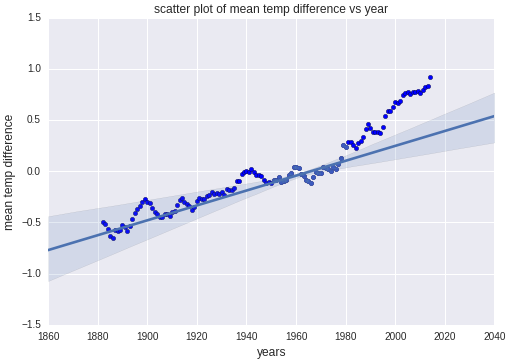 scatter plot of mean temp difference vs year
1.5
1.0
0.5
0.0
−0.5
−1.0
−1.5
mean temp difference
1860 1880 1900 1920 1940 1960 1980 2000 2020 2040
years